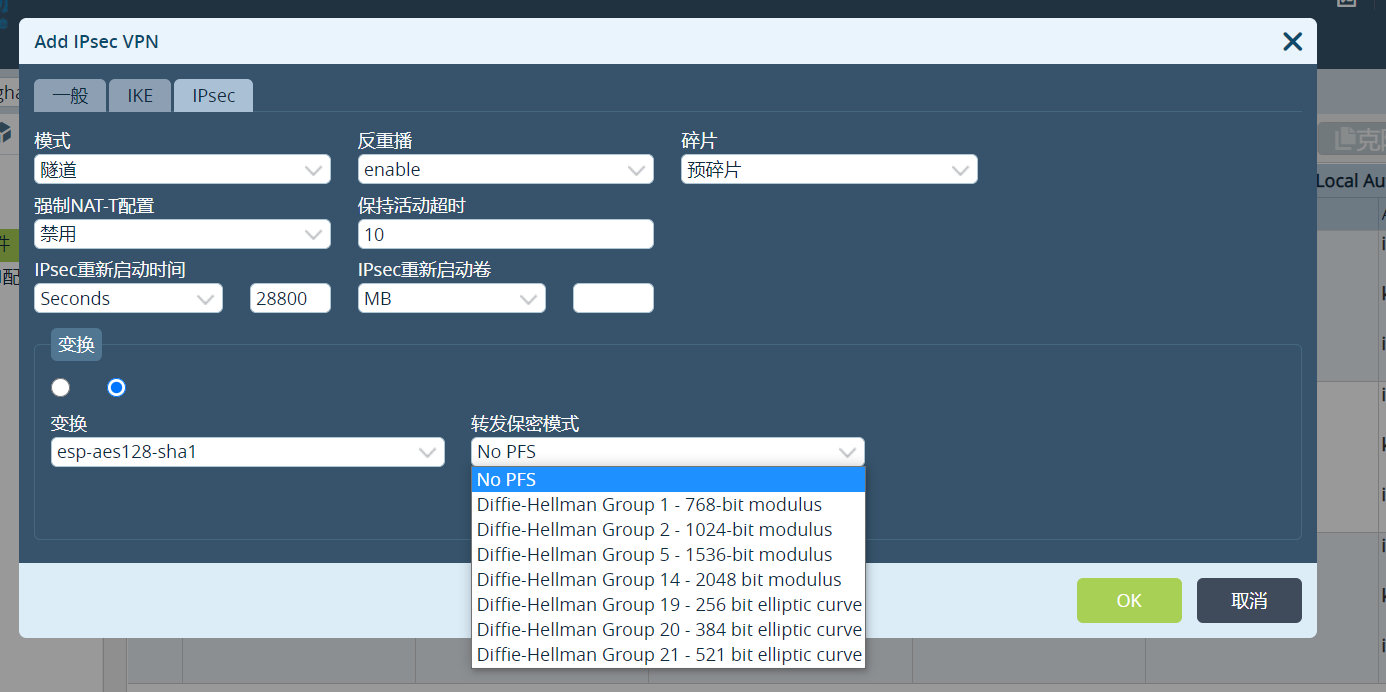 Add IPsec VPN
一般 IKE IPsec
模式 反重播 碎片
隧道 enable 预碎片
强制NAT-T配置 保持活动超时
禁用 10
IPsec重新启动时间 IPsec重新启动卷
Seconds 28800 MB
变换
变换 转发保密模式
esp-aes128-sha1 No PFS
No PFS
Diffie-Hellman Group 1 - 768-bit modulus
Diffie-Hellman Group 2 - 1024-bit modulus
Diffie-Hellman Group 5 - 1536-bit modulus
Diffie-Hellman Group 14 - 2048 bit modulus
Diffie-Hellman Group 19 - 256 bit elliptic curve
Diffie-Hellman Group 20 - 384 bit elliptic curve
Diffie-Hellman Group 21 - 521 bit elliptic curve
OK 取消
Local Au
件
配